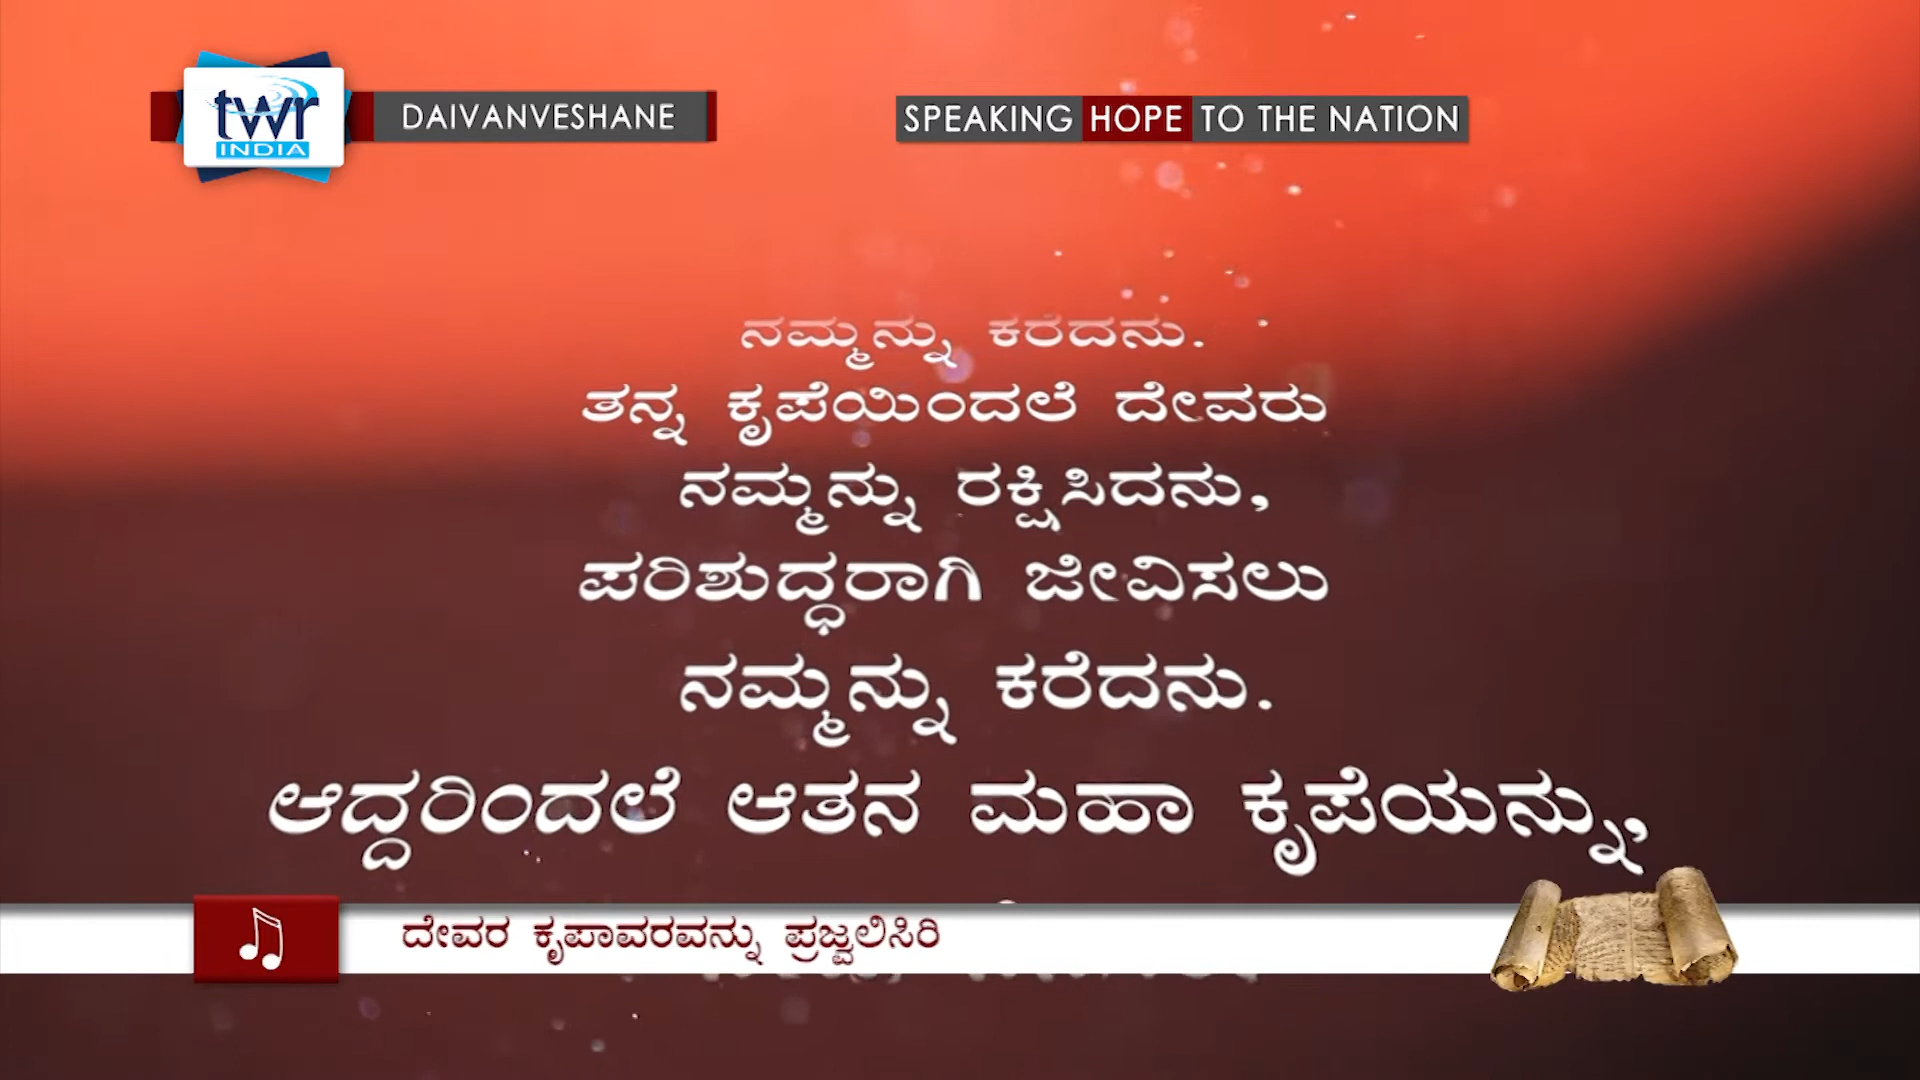 twr
INDIA
DAIVANVESHANE
SPEAKING HOPE TO THE NATION
ನಮ್ಮನ್ನು ಕರೆದನು.
ತನ್ನ ಕೃಪೆಯಿಂದಲೆ ದೇವರು
ನಮ್ಮನ್ನು ರಕ್ಷಿಸಿದನು,
ಪರಿಶುದ್ಧರಾಗಿ ಜೀವಿಸಲು
ನಮ್ಮನ್ನು ಕರೆದನು.
ಆದ್ದರಿಂದಲೆ ಆತನ ಮಹಾ ಕೃಪೆಯನ್ನು,
ದೇವರ ಕೃಪಾವರವನ್ನು ಪ್ರಜ್ವಲಿಸಿರಿ